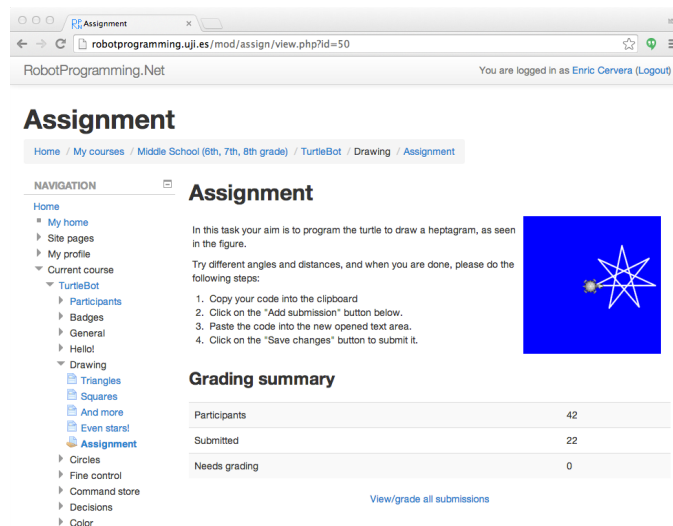 Assignment
robotprogramming.uji.es/mod/assign/view.php?id=50
RobotProgramming.Net
You are logged in as Enric Cervera (Logout)
Assignment
Home / My courses / Middle School (6th, 7th, 8th grade) / TurtleBot / Drawing / Assignment
NAVIGATION
Home
My home
Site pages
My profile
Current course
TurtleBot
Participants
Badges
General
Hello!
Drawing
Triangles
Squares
And more
Even stars!
Assignment
Circles
Fine control
Command store
Decisions
Color
Assignment
In this task your aim is to program the turtle to draw a heptagram, as seen
in the figure.
Try different angles and distances, and when you are done, please do the
following steps:
1. Copy your code into the clipboard
2. Click on the "Add submission" button below.
3. Paste the code into the new opened text area.
4. Click on the "Save changes" button to submit it.
Grading summary
Participants 42
Submitted 22
Needs grading 0
View/grade all submissions